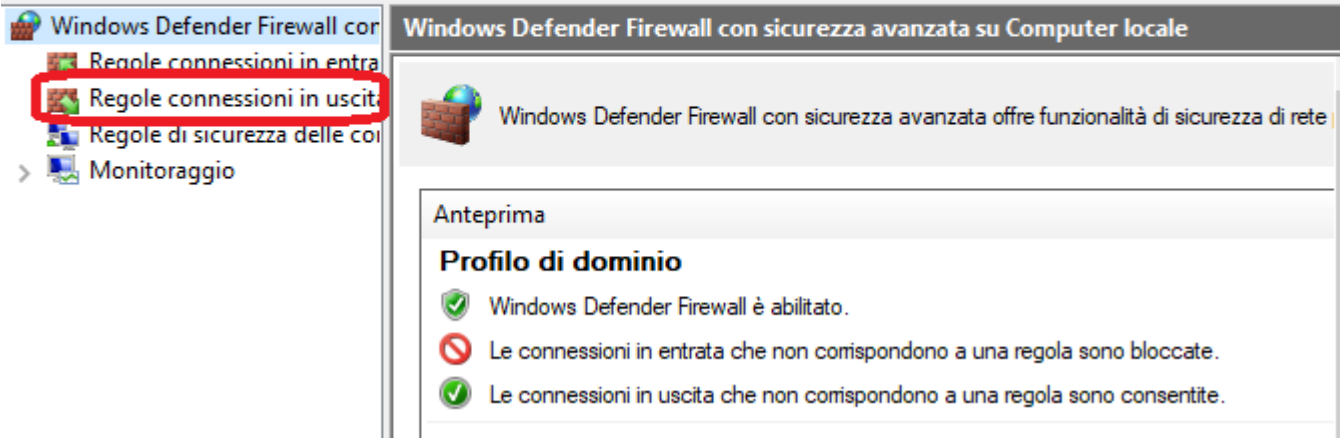 Windows Defender Firewall con
Regole connessioni in entra
Regole connessioni in uscita
Regole di sicurezza delle con
Monitoraggio
Windows Defender Firewall con sicurezza avanzata su Computer locale
Windows Defender Firewall con sicurezza avanzata offre funzionalità di sicurezza di rete
Anteprima
Profilo di dominio
Windows Defender Firewall è abilitato.
Le connessioni in entrata che non corrispondono a una regola sono bloccate.
Le connessioni in uscita che non corrispondono a una regola sono consentite.